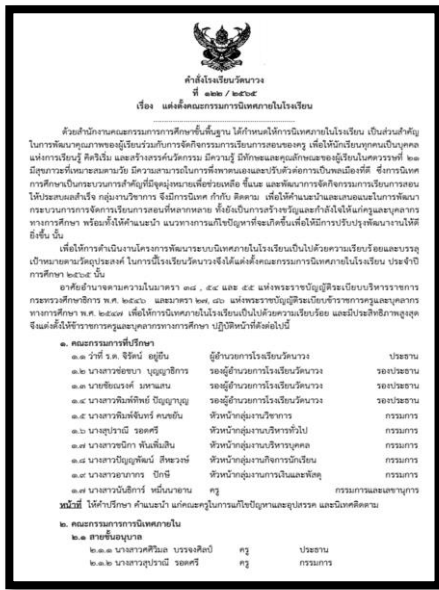 คำสั่งโรงเรียนวัดนาวง
ที่ ๑๒๒ / ๒๕๖๕
เรื่อง แต่งตั้งคณะกรรมการนิเทศภายในโรงเรียน
ด้วยสำนักงานคณะกรรมการการศึกษาขั้นพื้นฐาน ได้กำหนดให้การนิเทศภายในโรงเรียน เป็นส่วนสำคัญ
ในการพัฒนาคุณภาพของผู้เรียนร่วมกับการจัดกิจกรรมการเรียนการสอนของครู เพื่อให้นักเรียนทุกคนเป็นบุคคล
แห่งการเรียนรู้ คิดริเริ่ม และสร้างสรรค์นวัตกรรม มีความรู้ มีทักษะและคุณลักษณะของผู้เรียนในศตวรรษที่ ๒๑
มีสุขภาวะที่เหมาะสมตามวัย มีความสามารถในการพึ่งพาตนเองและปรับตัวต่อการเป็นพลเมืองที่ดี ซึ่งการนิเทศ
การศึกษาเป็นกระบวนการสำคัญที่มีจุดมุ่งหมายเพื่อช่วยเหลือ ชี้แนะ และพัฒนาการจัดกิจกรรมการเรียนการสอน
ให้ประสบผลสำเร็จ กลุ่มงานวิชาการ จึงมีการนิเทศ กำกับ ติดตาม เพื่อให้คำแนะนำและเสนอแนะในการพัฒนา
กระบวนการการจัดการเรียนการสอนที่หลากหลาย ทั้งยังเป็นการสร้างขวัญและกำลังใจให้แก่ครูและบุคลากร
ทางการศึกษา พร้อมทั้งให้คำแนะนำ แนวทางการแก้ไขปัญหาที่จะเกิดขึ้นเพื่อให้มีการปรับปรุงพัฒนางานให้ดี
ยิ่งขึ้น นั้น
เพื่อให้การดำเนินงานโครงการพัฒนาระบบนิเทศภายในโรงเรียนเป็นไปด้วยความเรียบร้อยและบรรลุ
เป้าหมายตามวัตถุประสงค์ ในการนี้โรงเรียนวัดนาวงจึงได้แต่งตั้งคณะกรรมการนิเทศภายในโรงเรียน ประจำปี
การศึกษา ๒๕๖๕ นั้น
อาศัยอำนาจตามความในมาตรา ๓๙ , ๕๔ และ ๕๕ แห่งพระราชบัญญัติระเบียบบริหารราชการ
กระทรวงศึกษาธิการ พ.ศ. ๒๕๔๖ และมาตรา ๒๗, ๘๖ แห่งพระราชบัญญัติระเบียบข้าราชการครูและบุคลากร
ทางการศึกษา พ.ศ. ๒๕๔๗ เพื่อให้การนิเทศภายในโรงเรียนเป็นไปด้วยความเรียบร้อย และมีประสิทธิภาพสูงสุด
จึงแต่งตั้งให้ข้าราชการครูและบุคลากรทางการศึกษา ปฏิบัติหน้าที่ดังต่อไปนี้
๑. คณะกรรมการที่ปรึกษา
๑.๑ ว่าที่ ร.ต. จิรัตน์ อยู่ยืน ผู้อำนวยการโรงเรียนวัดนาวง ประธาน
๑.๒ นางสาวช่อชบา บุญญาธิการ รองผู้อำนวยการโรงเรียนวัดนาวง รองประธาน
๑.๓ นายชัยณรงค์ มหาแสน รองผู้อำนวยการโรงเรียนวัดนาวง รองประธาน
๑.๔ นางสาวพิมพ์ทิพย์ ปัญญาบุญ รองผู้อำนวยการโรงเรียนวัดนาวง รองประธาน
๑.๕ นางสาวพิมพ์จันทร์ คนขยัน หัวหน้ากลุ่มงานวิชาการ กรรมการ
๑.๖ นางสุปราณี รอดศรี หัวหน้ากลุ่มงานบริหารทั่วไป กรรมการ
๑.๗ นางสาวชนิกา พันเพิ่มสิน หัวหน้ากลุ่มงานบริหารบุคคล กรรมการ
๑.๘ นางสาวปัญญพัฒน์ สีหะวงษ์ หัวหน้ากลุ่มงานกิจการนักเรียน กรรมการ
๑.๙ นางสาวอาภากร ปักษี หัวหน้ากลุ่มงานการเงินและพัสดุ กรรมการ
๑.๗ นางสาวนันธิการ์ หมื่นนาอาน ครู กรรมการและเลขานุการ
หน้าที่ ให้คำปรึกษา คำแนะนำ แก่คณะครูในการแก้ไขปัญหาและอุปสรรค และนิเทศติดตาม
๒. คณะกรรมการการนิเทศภายใน
๒.๑ สายชั้นอนุบาล
๒.๑.๑ นางสาวศศิวิมล บรรจงศิลป์ ครู ประธาน
๒.๑.๒ นางสาวสุปราณี รอดศรี ครู กรรมการ